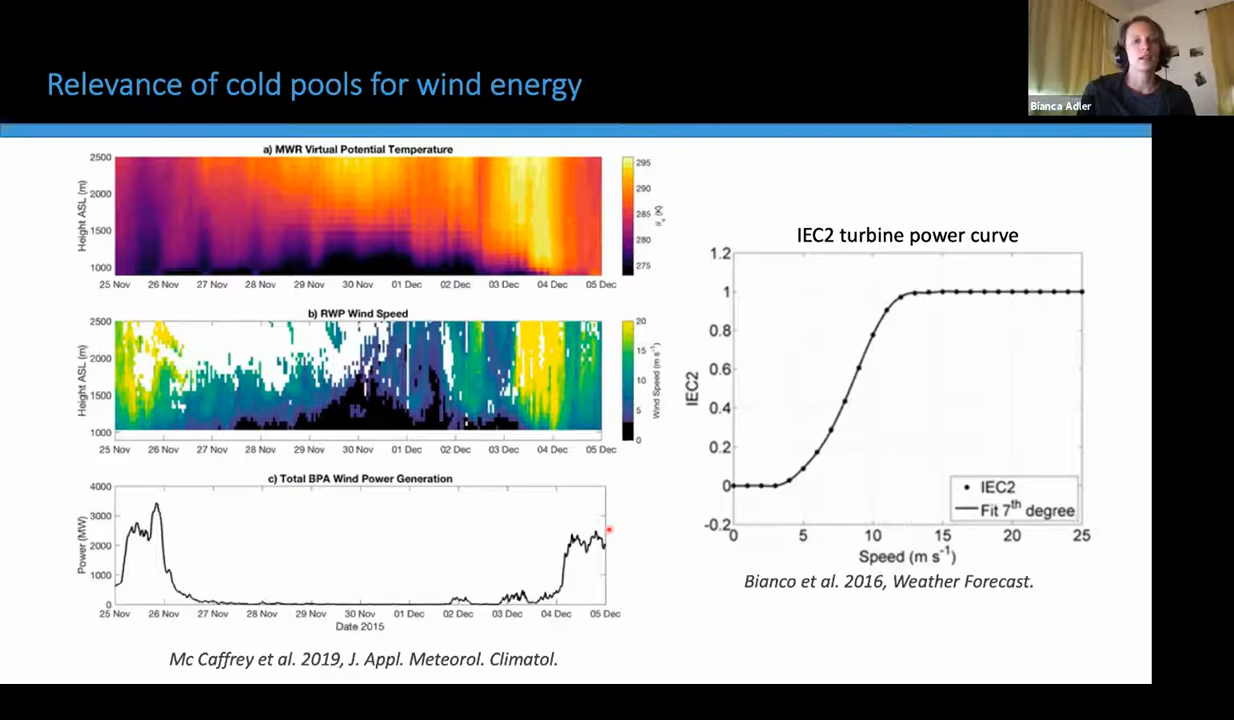 Relevance of cold pools for wind energy
Bianca Adler
a) MWR Virtual Potential Temperature
Height ASL (m)
2500
2000
1500
1000
25 Nov 26 Nov 27 Nov 28 Nov 29 Nov 30 Nov 01 Dec 02 Dec 03 Dec 04 Dec 05 Dec
295
290
285
280
275
θv (K)
b) RWP Wind Speed
Height ASL (m)
2500
2000
1500
1000
25 Nov 26 Nov 27 Nov 28 Nov 29 Nov 30 Nov 01 Dec 02 Dec 03 Dec 04 Dec 05 Dec
20
15
10
5
0
Wind Speed (m s⁻¹)
c) Total BPA Wind Power Generation
Power (MW)
4000
3000
2000
1000
0
25 Nov 26 Nov 27 Nov 28 Nov 29 Nov 30 Nov 01 Dec 02 Dec 03 Dec 04 Dec 05 Dec
Date 2015
Mc Caffrey et al. 2019, J. Appl. Meteorol. Climatol.
IEC2 turbine power curve
IEC2
1.2
1
0.8
0.6
0.4
0.2
0
-0.2
IEC2
Fit 7th degree
0 5 10 15 20 25
Speed (m s⁻¹)
Bianco et al. 2016, Weather Forecast.